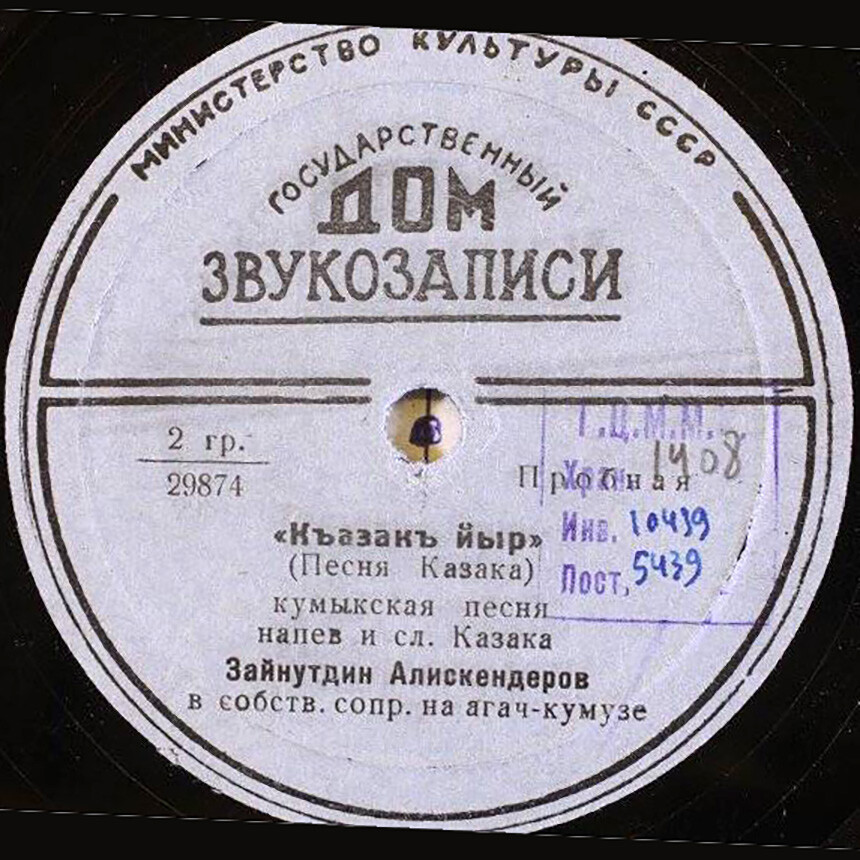 МИНИСТЕРСТВО КУЛЬТУРЫ СССР
ГОСУДАРСТВЕННЫЙ
ДОМ
ЗВУКОЗАПИСИ
2 гр.
29874
Пробная
Г.Ц.М.М.
Хран. 1408
Инв. 10439
Пост. 5439
«Къазакъ йыр»
(Песня Казака)
кумыкская песня
напев и сл. Казака
Зайнутдин Алискендеров
в собств. сопр. на агач-кумузе